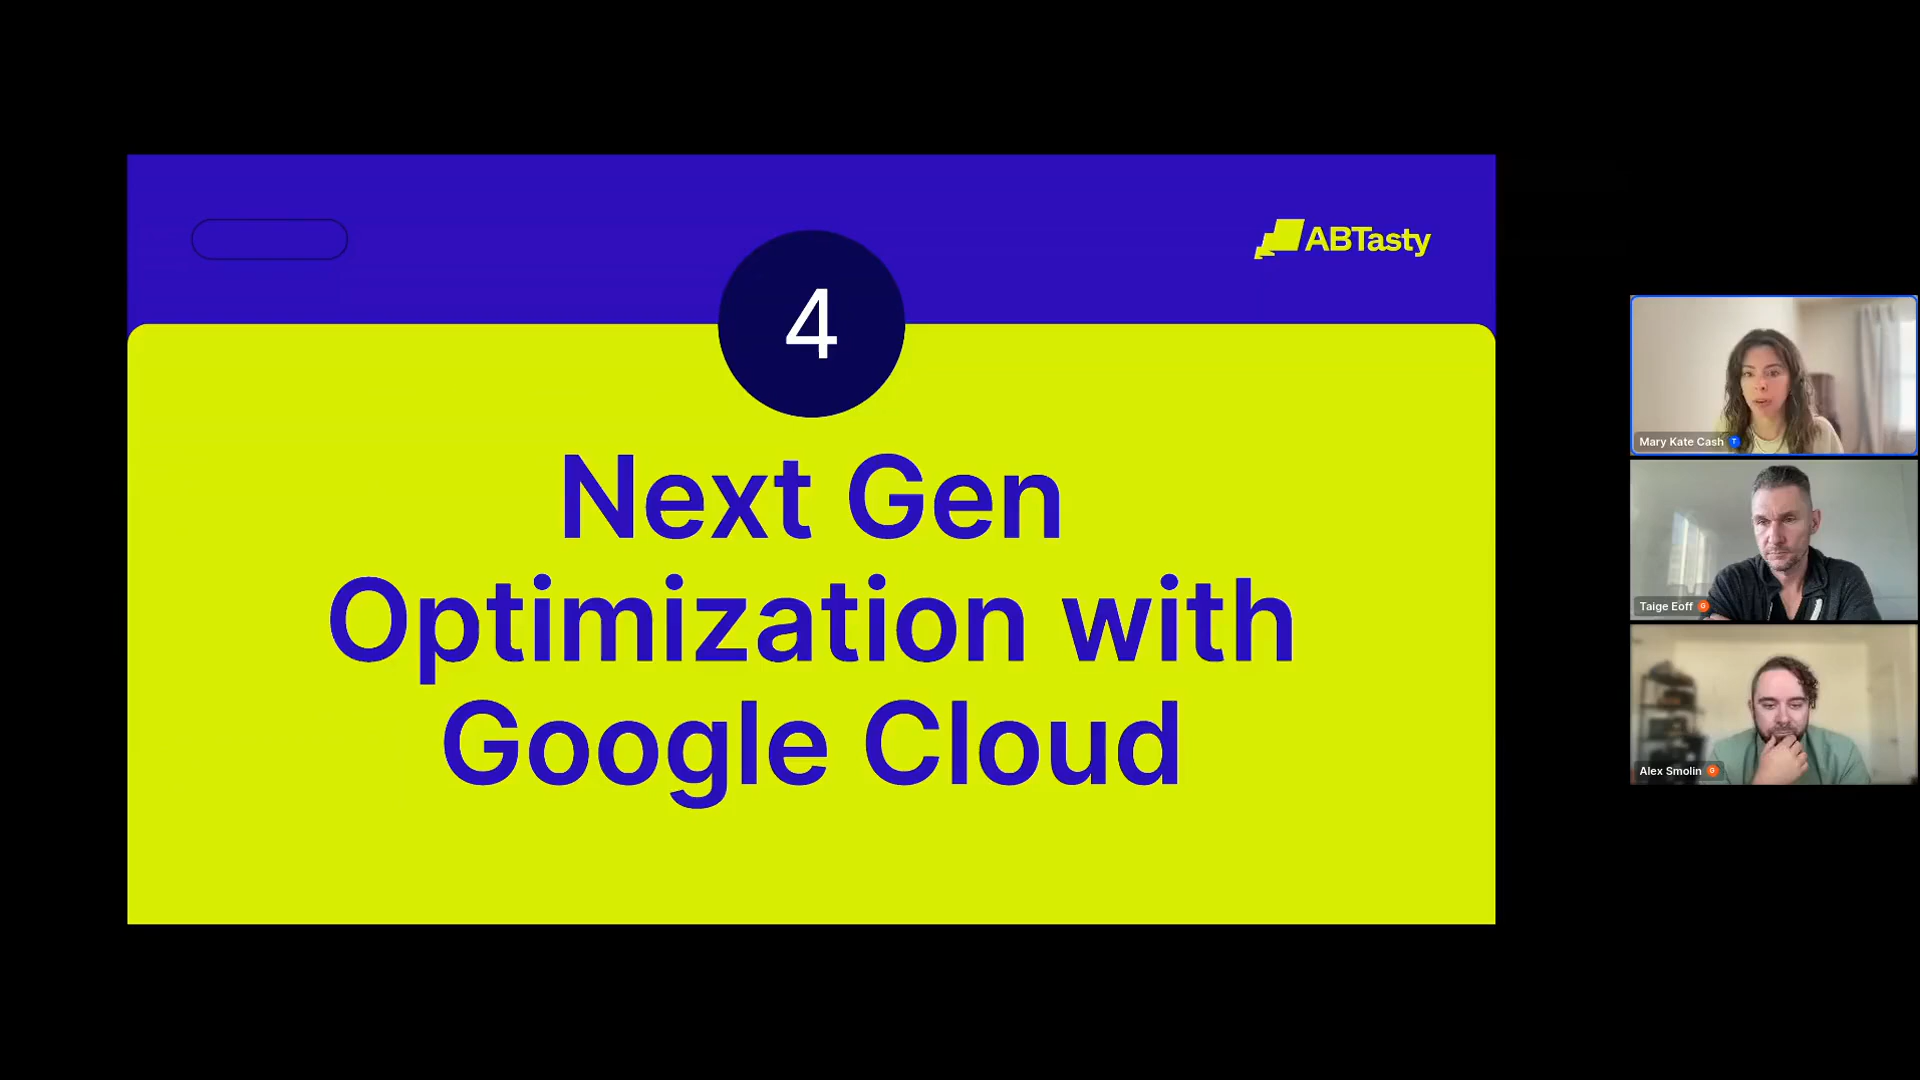 ABTasty
4
Next Gen
Optimization with
Google Cloud
Mary Kate Cash T
Taige Eoff G
Alex Smolin G